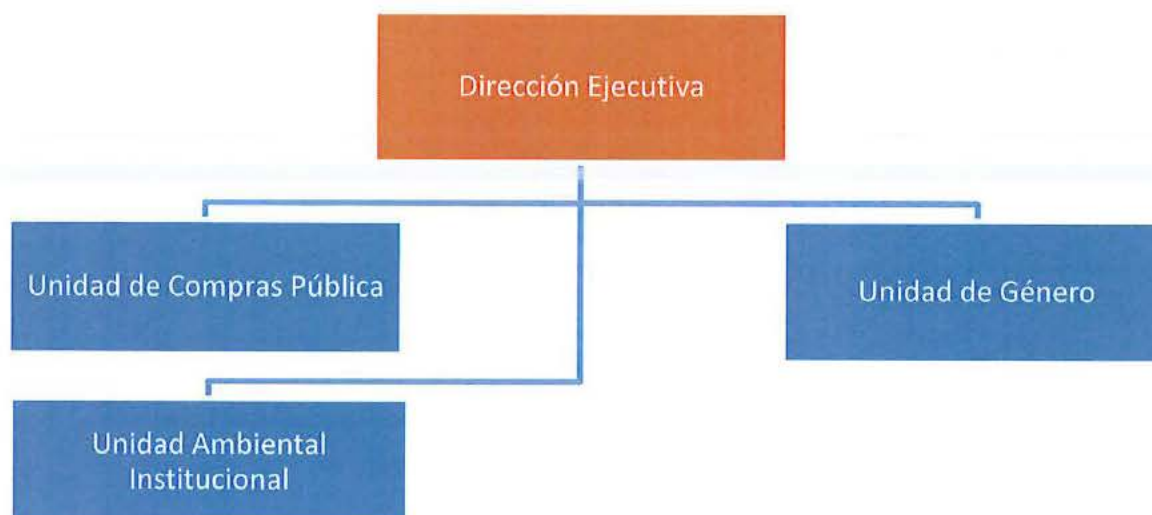 Dirección Ejecutiva
Unidad de Compras Pública
Unidad de Género
Unidad Ambiental
Institucional